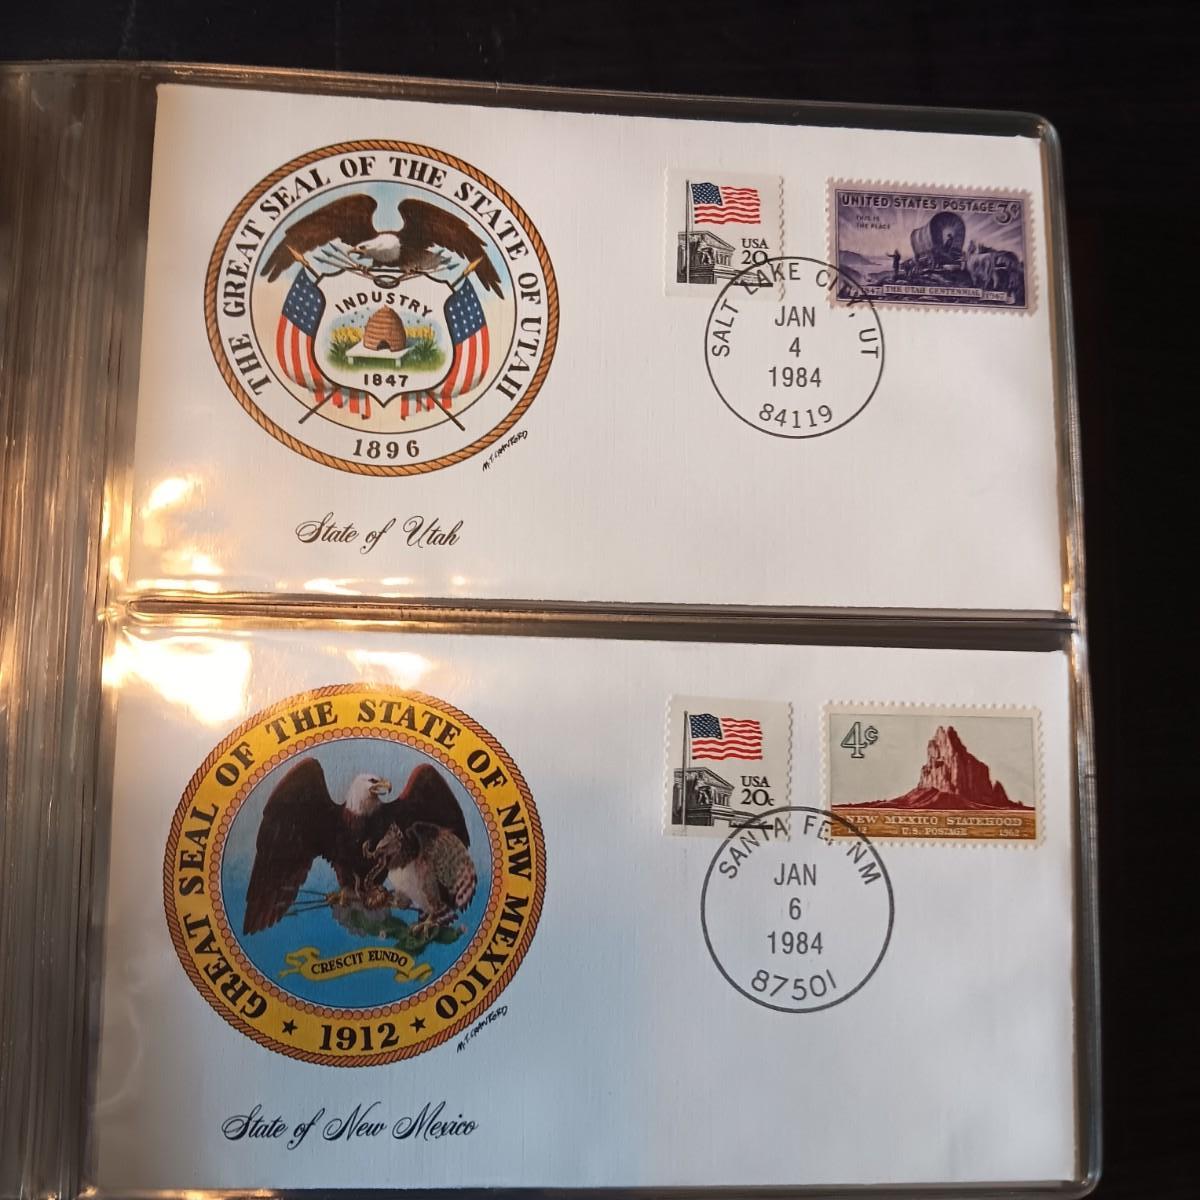 THE GREAT SEAL OF THE STATE OF UTAH
INDUSTRY
1847
1896
M.T. CRAWFORD
State of Utah
USA
20
UNITED STATES POSTAGE 3¢
THIS IS
THE PLACE
1847 THE UTAH CENTENNIAL 1947
SALT LAKE CITY, UT
JAN
4
1984
84119
GREAT SEAL OF THE STATE OF NEW MEXICO
CRESCIT EUNDO
★ 1912 ★
M.T. CRAWFORD
State of New Mexico
USA
20c
4¢
NEW MEXICO STATEHOOD
U.S. POSTAGE 1962
SANTA FE, NM
JAN
6
1984
87501